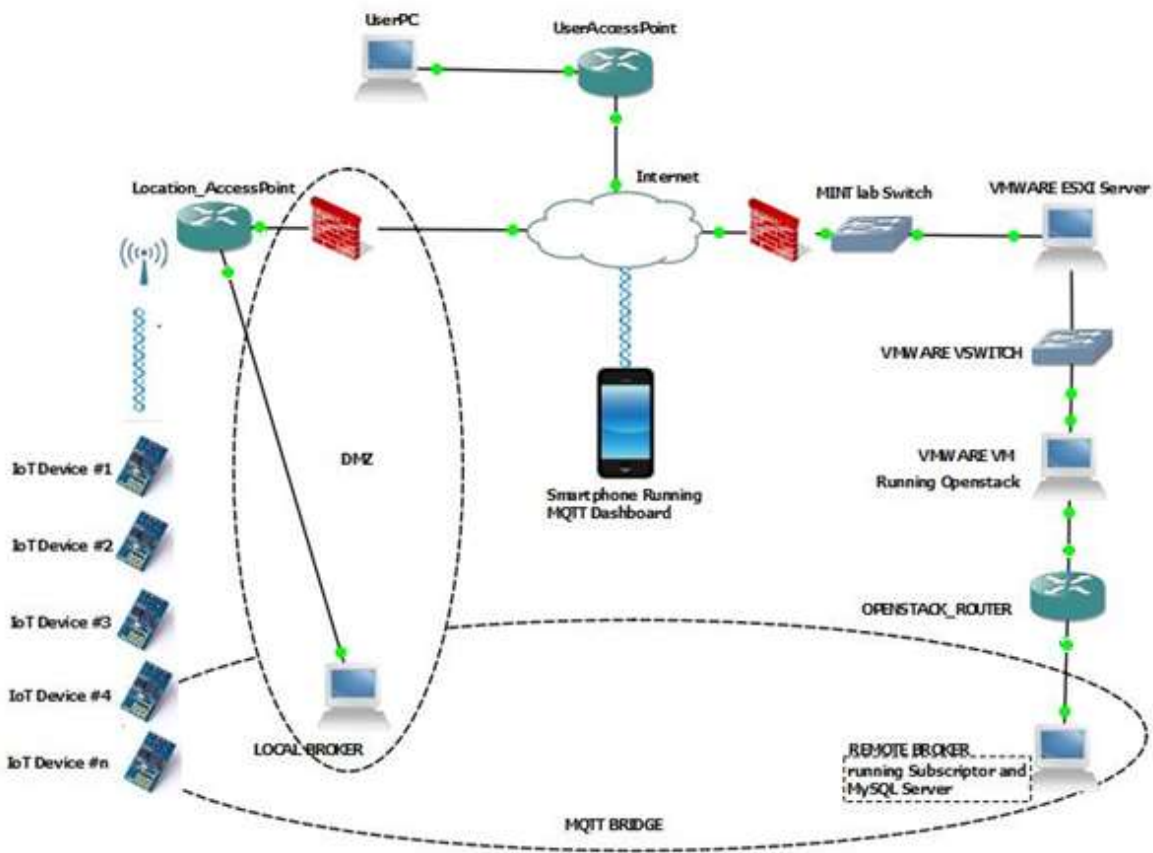 UserPC
UserAccessPoint
Location_AccessPoint
Internet
MINT lab Switch
VMWARE ESXI Server
VMWARE VSWITCH
IoT Device #1
DMZ
VMWARE VM
Running Openstack
Smartphone Running
MQTT Dashboard
IoT Device #2
IoT Device #3
OPENSTACK_ROUTER
IoT Device #4
LOCAL BROKER
REMOTE BROKER
IoT Device #n
running Subscriptor and
MySQL Server
MQTT BRIDGE